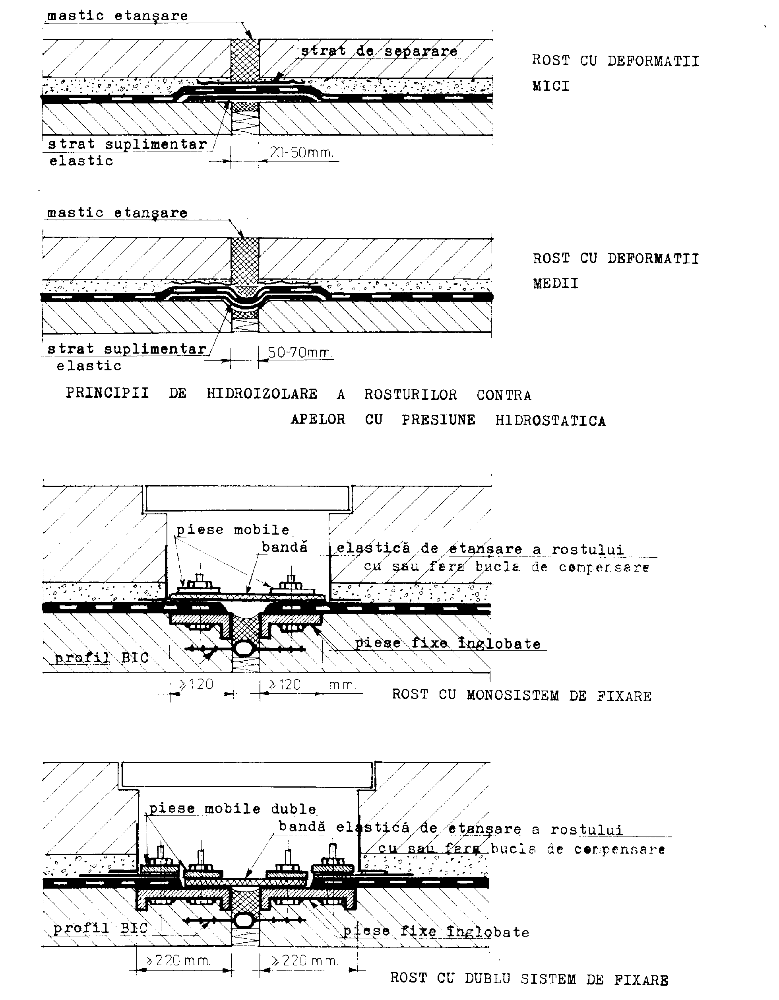 mastic etanşare
strat de separare
ROST CU DEFORMATII
MICI
strat suplimentar
elastic
20-50mm.
mastic etanşare
ROST CU DEFORMATII
MEDII
strat suplimentar
elastic
50-70mm.
PRINCIPII DE HIDROIZOLARE A ROSTURILOR CONTRA
APELOR CU PRES1UNE H1DROSTATICA
piese mobile
bandă elastică de etanşare a rostului
cu sau fara bucla de compensare
piese fixe înglobate
profil BIC
⩾120 ⩾120 mm.
ROST CU MONOSISTEM DE FIXARE
piese mobile duble
bandă elastică de etanşare a rostului
cu sau fara bucla de compensare
profil BIC
piese fixe înglobate
⩾220 mm. ⩾220 mm.
ROST CU DUBLU SISTEM DE FIXARE